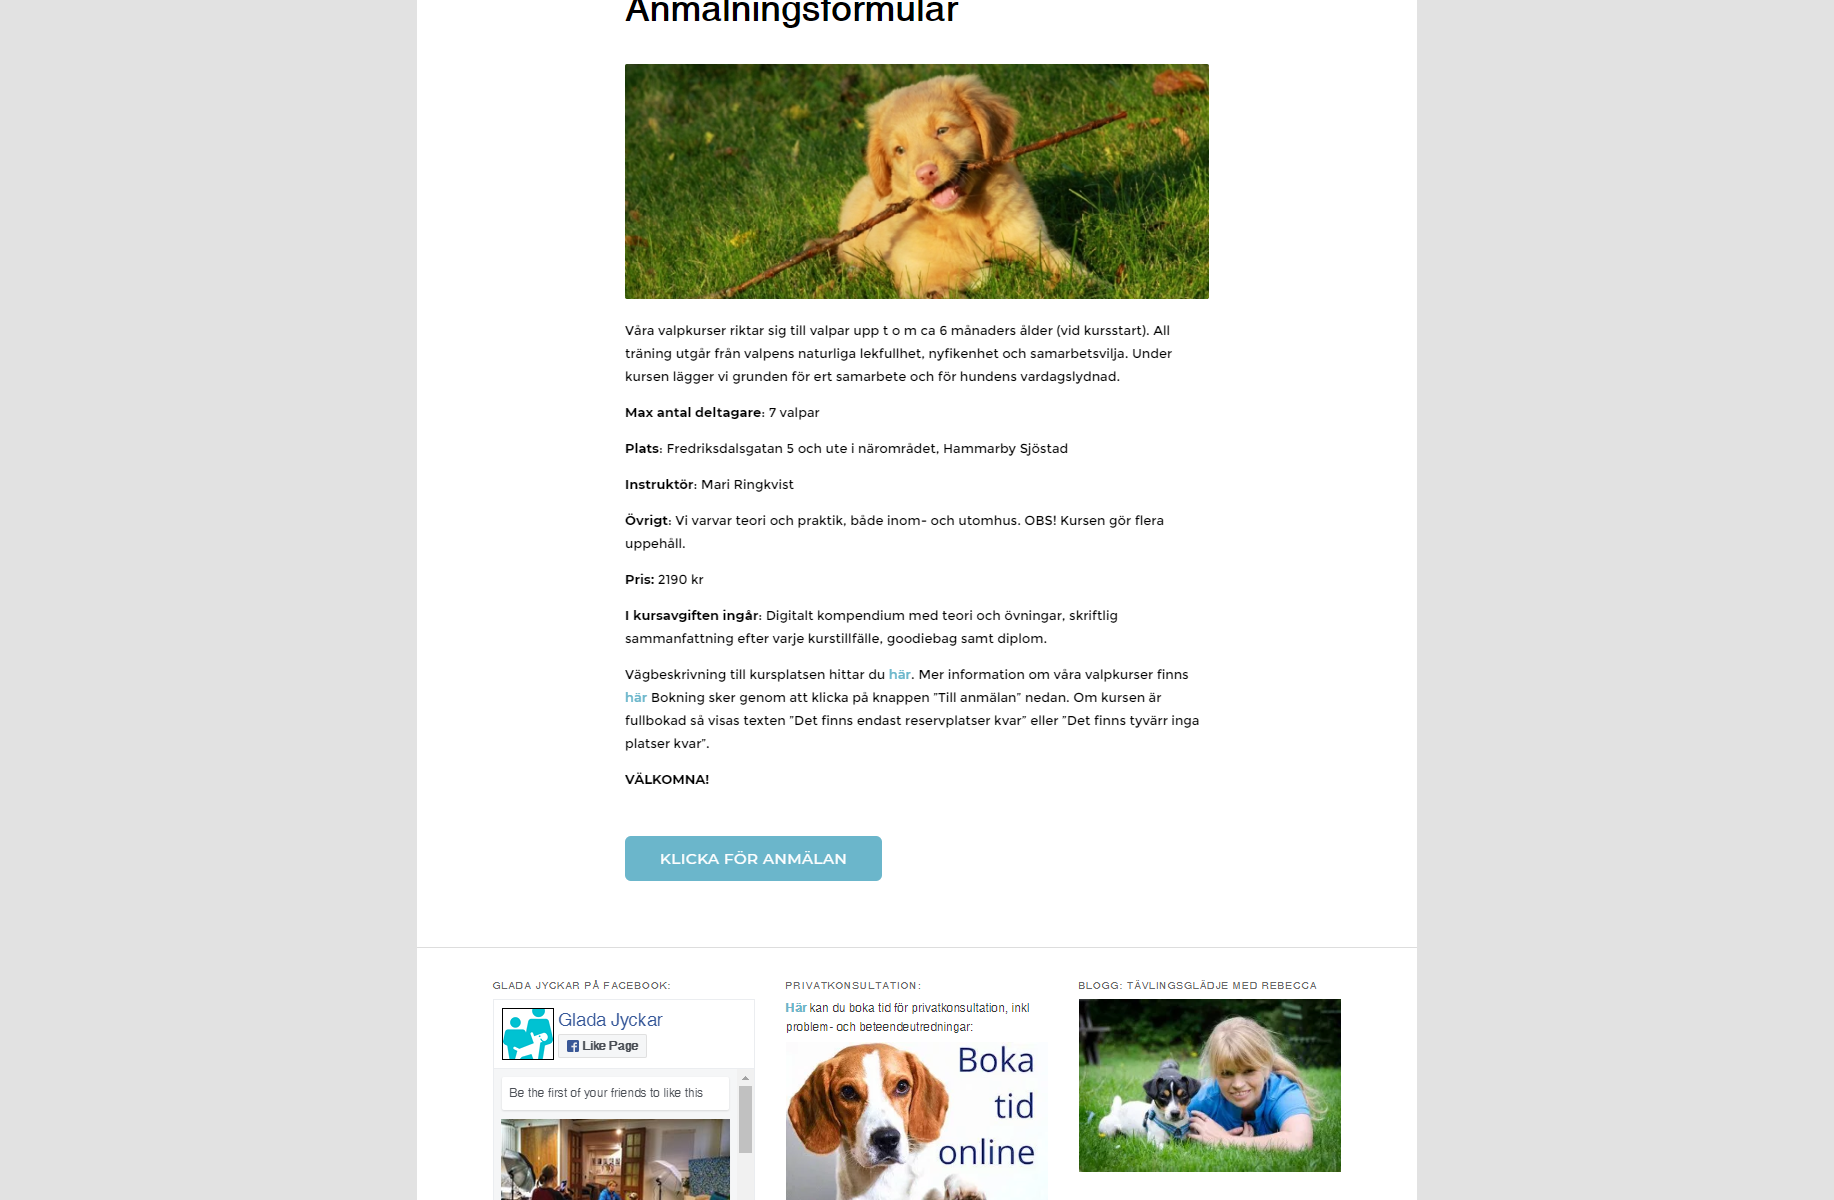 Anmälningsformulär
Våra valpkurser riktar sig till valpar upp t o m ca 6 månaders ålder (vid kursstart). All
träning utgår från valpens naturliga lekfullhet, nyfikenhet och samarbetsvilja. Under
kursen lägger vi grunden för ert samarbete och för hundens vardagslydnad.
Max antal deltagare: 7 valpar
Plats: Fredriksdalsgatan 5 och ute i närområdet, Hammarby Sjöstad
Instruktör: Mari Ringkvist
Övrigt: Vi varvar teori och praktik, både inom- och utomhus. OBS! Kursen gör flera
uppehåll.
Pris: 2190 kr
I kursavgiften ingår: Digitalt kompendium med teori och övningar, skriftlig
sammanfattning efter varje kurstillfälle, goodiebag samt diplom.
Vägbeskrivning till kursplatsen hittar du här. Mer information om våra valpkurser finns
här Bokning sker genom att klicka på knappen ”Till anmälan” nedan. Om kursen är
fullbokad så visas texten ”Det finns endast reservplatser kvar” eller ”Det finns tyvärr inga
platser kvar”.
VÄLKOMNA!
KLICKA FÖR ANMÄLAN
GLADA JYCKAR PÅ FACEBOOK:
Glada Jyckar
Like Page
Be the first of your friends to like this
PRIVATKONSULTATION:
Här kan du boka tid för privatkonsultation, inkl
problem- och beteendeutredningar:
Boka
tid
online
BLOGG: TÄVLINGSGLÄDJE MED REBECCA